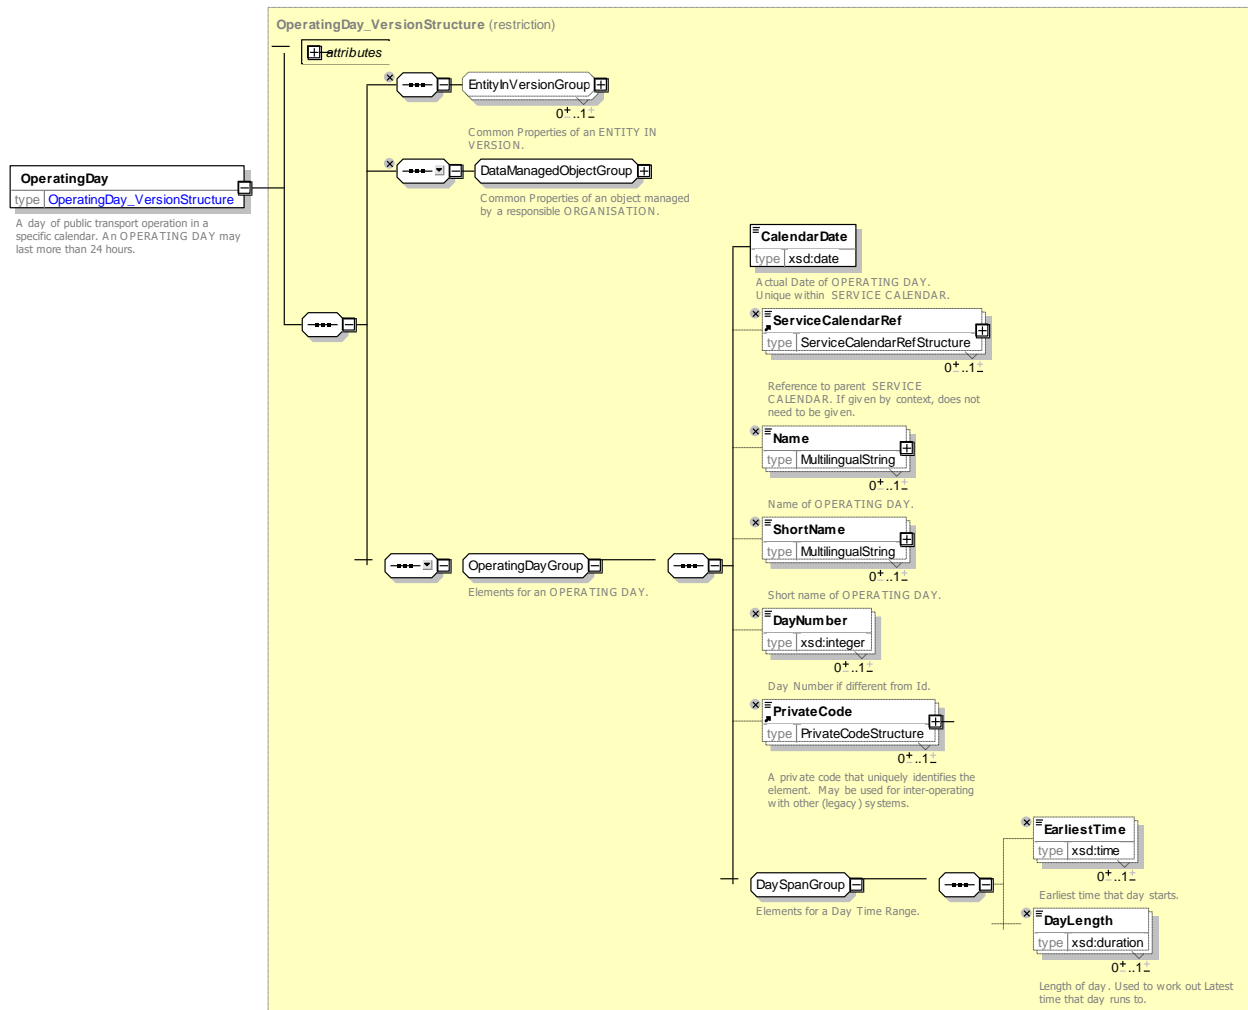 OperatingDay_VersionStructure (restriction)
attributes
EntityInVersionGroup
0..1
Common Properties of an ENTITY IN
VERSION.
DataManagedObjectGroup
Common Properties of an object managed
by a responsible ORGANISATION.
OperatingDay
type OperatingDay_VersionStructure
A day of public transport operation in a
specific calendar. An OPERATING DAY may
last more than 24 hours.
CalendarDate
type xsd:date
Actual Date of OPERATING DAY.
Unique within SERVICE CALENDAR.
ServiceCalendarRef
type ServiceCalendarRefStructure
0..1
Reference to parent SERVICE
CALENDAR. If given by context, does not
need to be given.
Name
type MultilingualString
0..1
Name of OPERATING DAY.
ShortName
type MultilingualString
0..1
Short name of OPERATING DAY.
OperatingDayGroup
Elements for an OPERATING DAY.
DayNumber
type xsd:integer
0..1
Day Number if different from Id.
PrivateCode
type PrivateCodeStructure
0..1
A private code that uniquely identifies the
element. May be used for inter-operating
with other (legacy) systems.
DaySpanGroup
Elements for a Day Time Range.
EarliestTime
type xsd:time
0..1
Earliest time that day starts.
DayLength
type xsd:duration
0..1
Length of day. Used to work out Latest
time that day runs to.